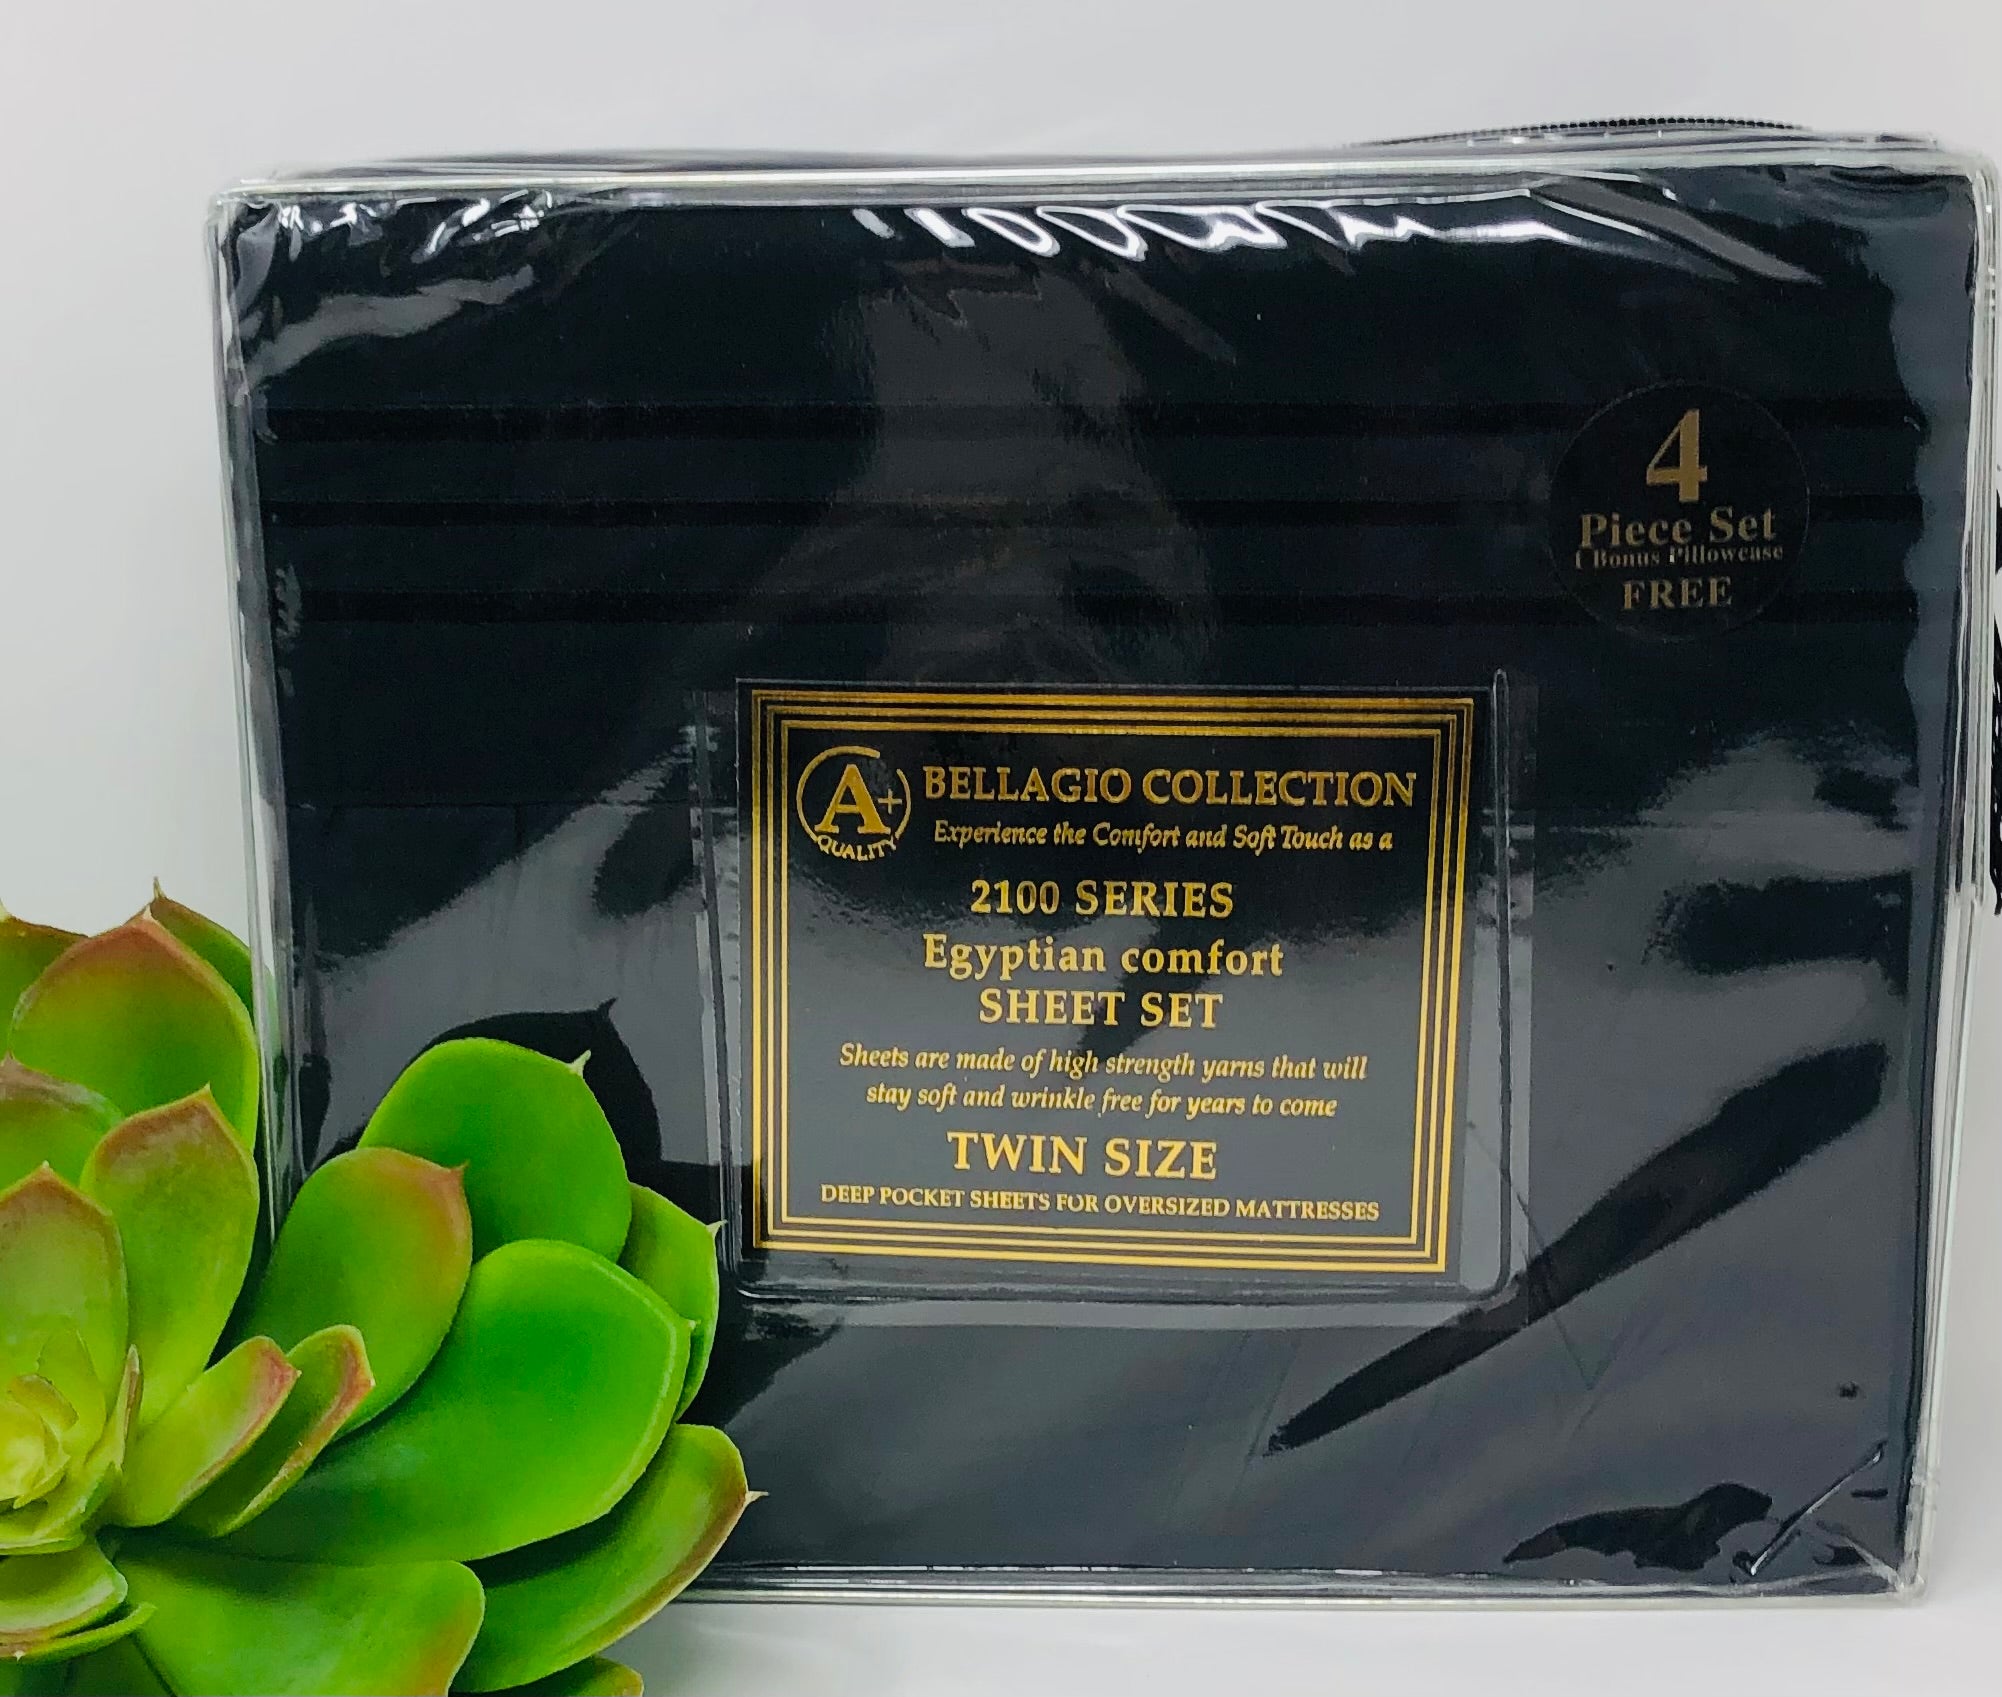 4
Piece Set
1 Bonus Pillowcase
FREE
A+
QUALITY
BELLAGIO COLLECTION
Experience the Comfort and Soft Touch as a
2100 SERIES
Egyptian comfort
SHEET SET
Sheets are made of high strength yarns that will
stay soft and wrinkle free for years to come
TWIN SIZE
DEEP POCKET SHEETS FOR OVERSIZED MATTRESSES